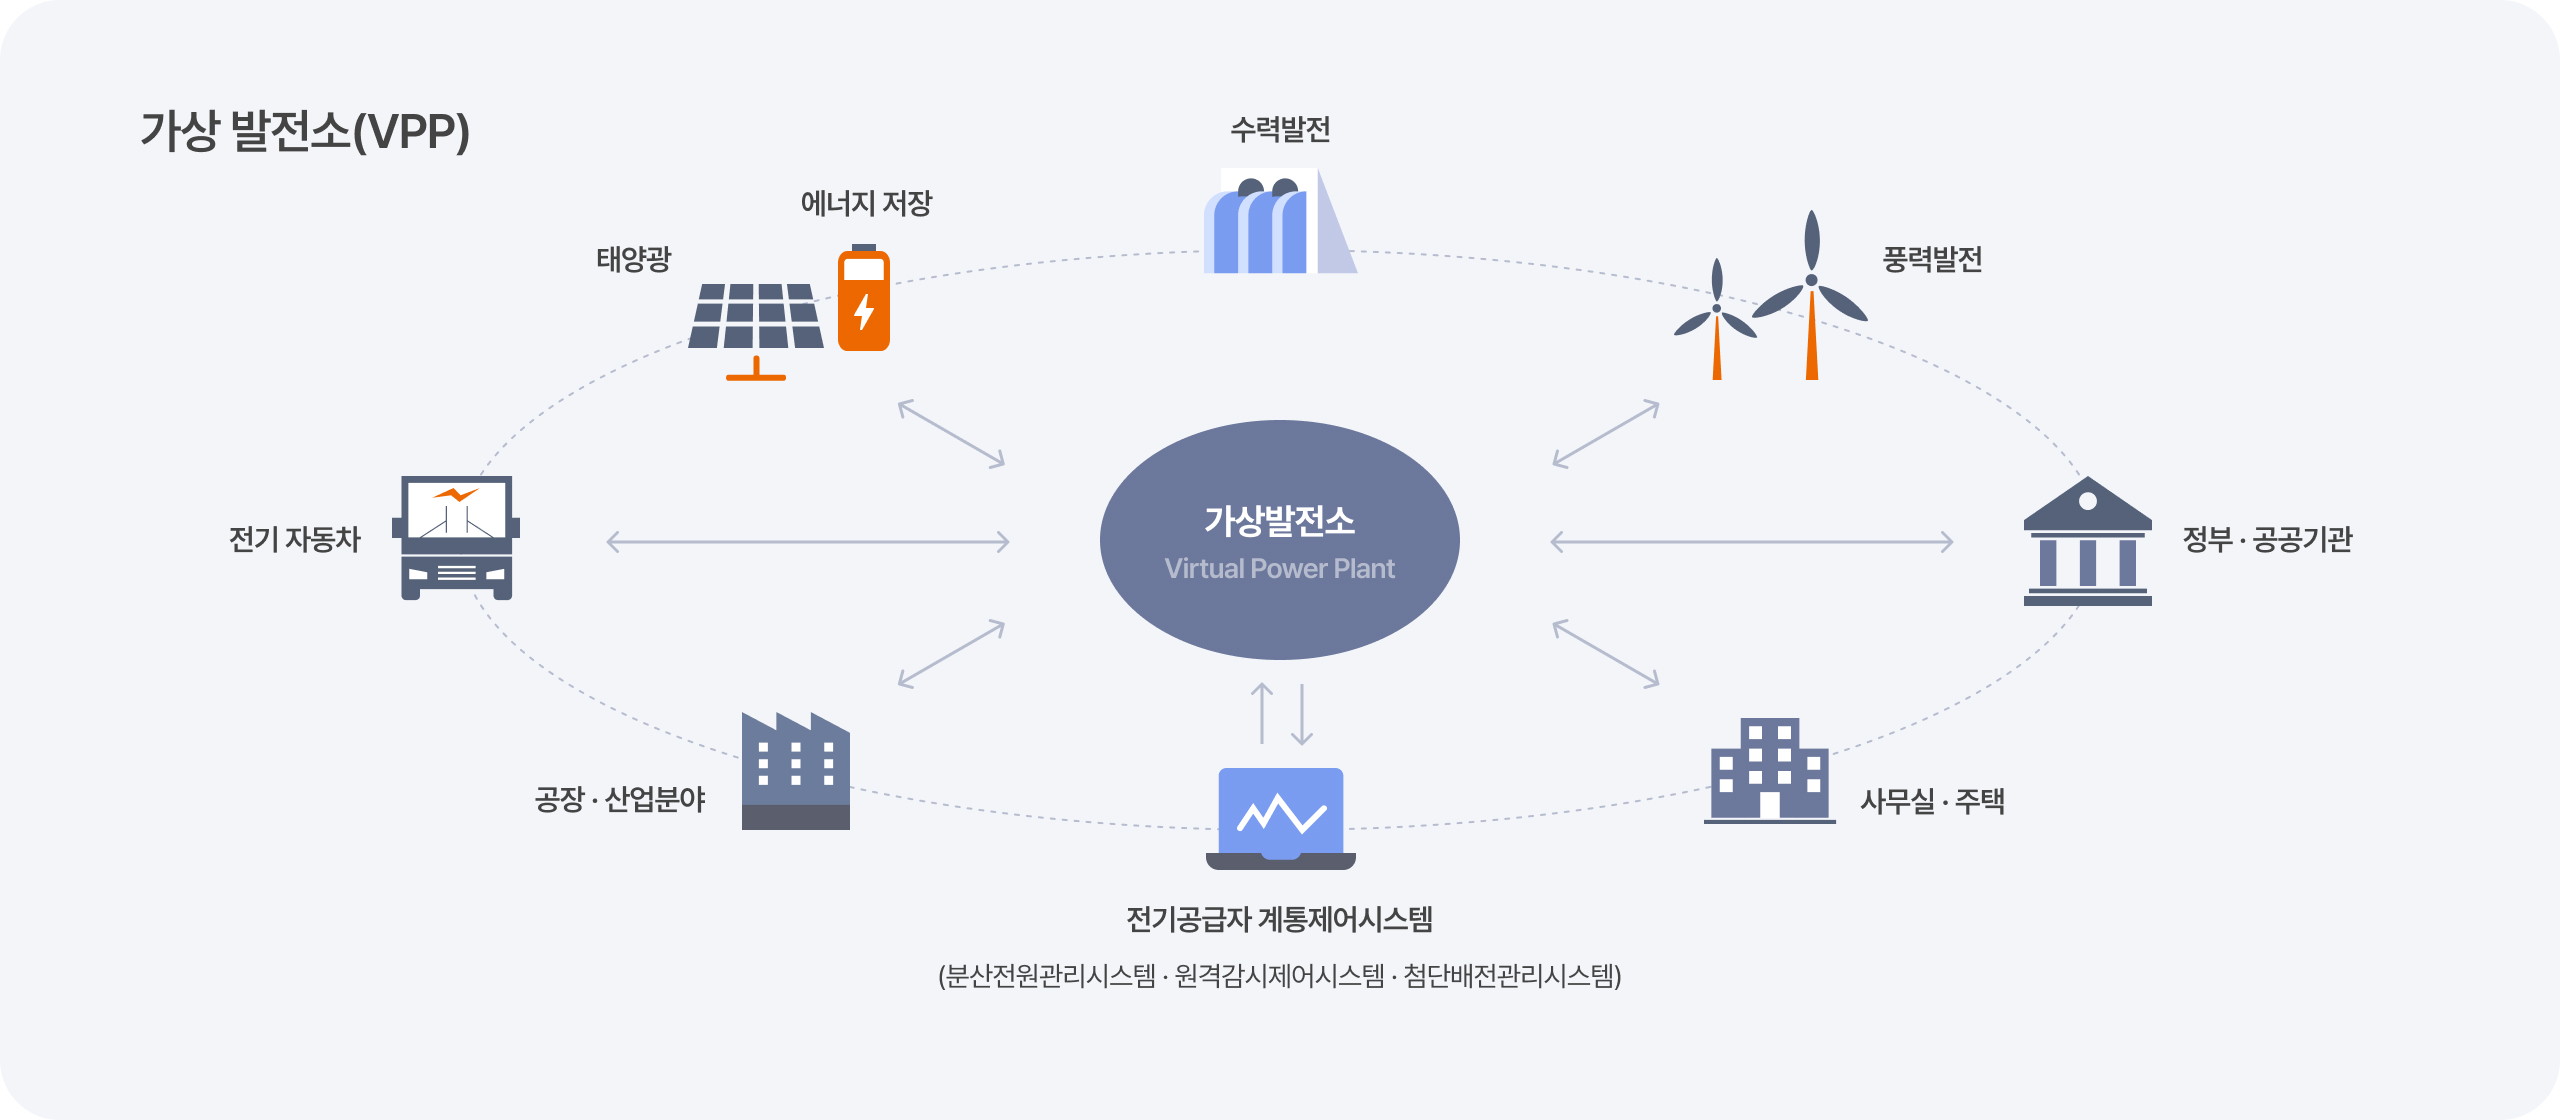 가상 발전소(VPP)
수력발전
에너지 저장
태양광
풍력발전
가상발전소
Virtual Power Plant
전기 자동차
정부 · 공공기관
공장 · 산업분야
사무실 · 주택
전기공급자 계통제어시스템
(분산전원관리시스템 · 원격감시제어시스템 · 첨단배전관리시스템)